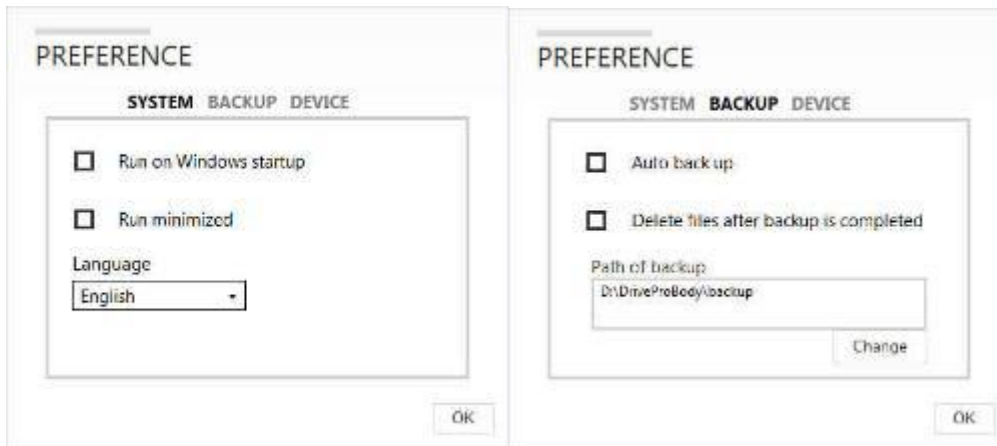 PREFERENCE
SYSTEM BACKUP DEVICE
Run on Windows startup
Run minimized
Language
English
OK
PREFERENCE
SYSTEM BACKUP DEVICE
Auto back up
Delete files after backup is completed
Path of backup
D:\DriveProBody\backup
Change
OK